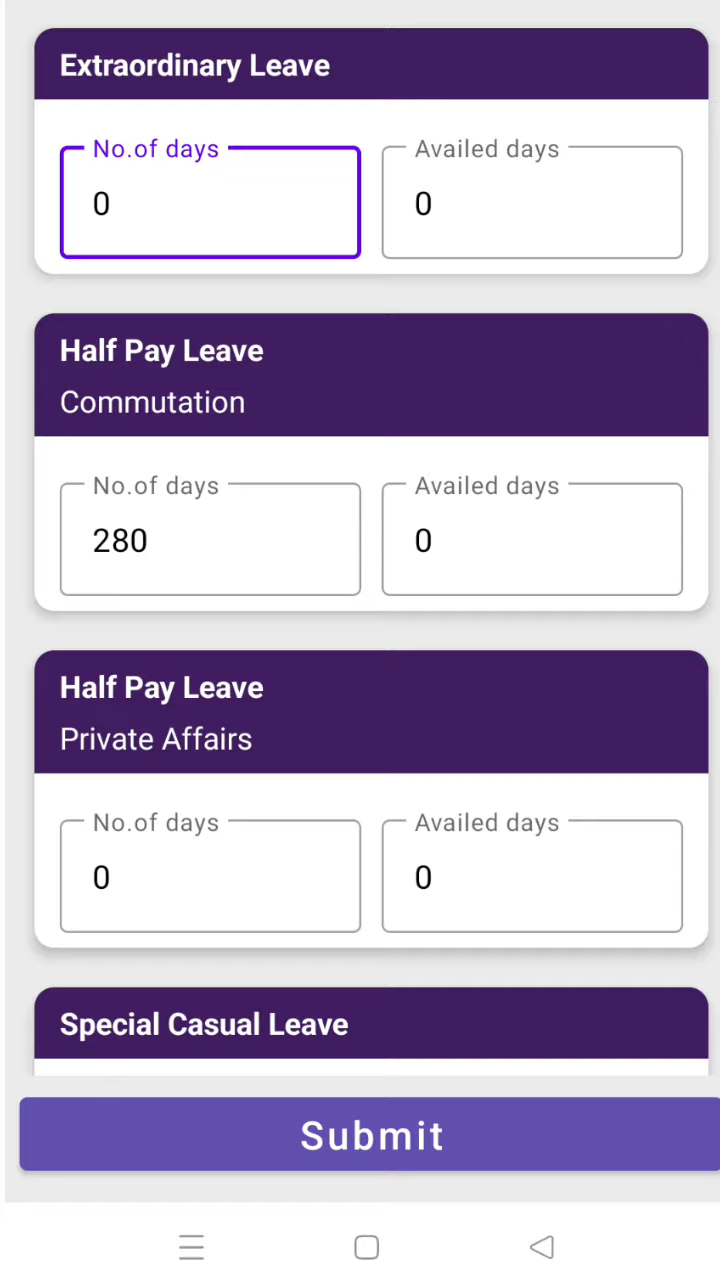 Extraordinary Leave
No.of days Availed days
0 0
Half Pay Leave
Commutation
No.of days Availed days
280 0
Half Pay Leave
Private Affairs
No.of days Availed days
0 0
Special Casual Leave
Submit